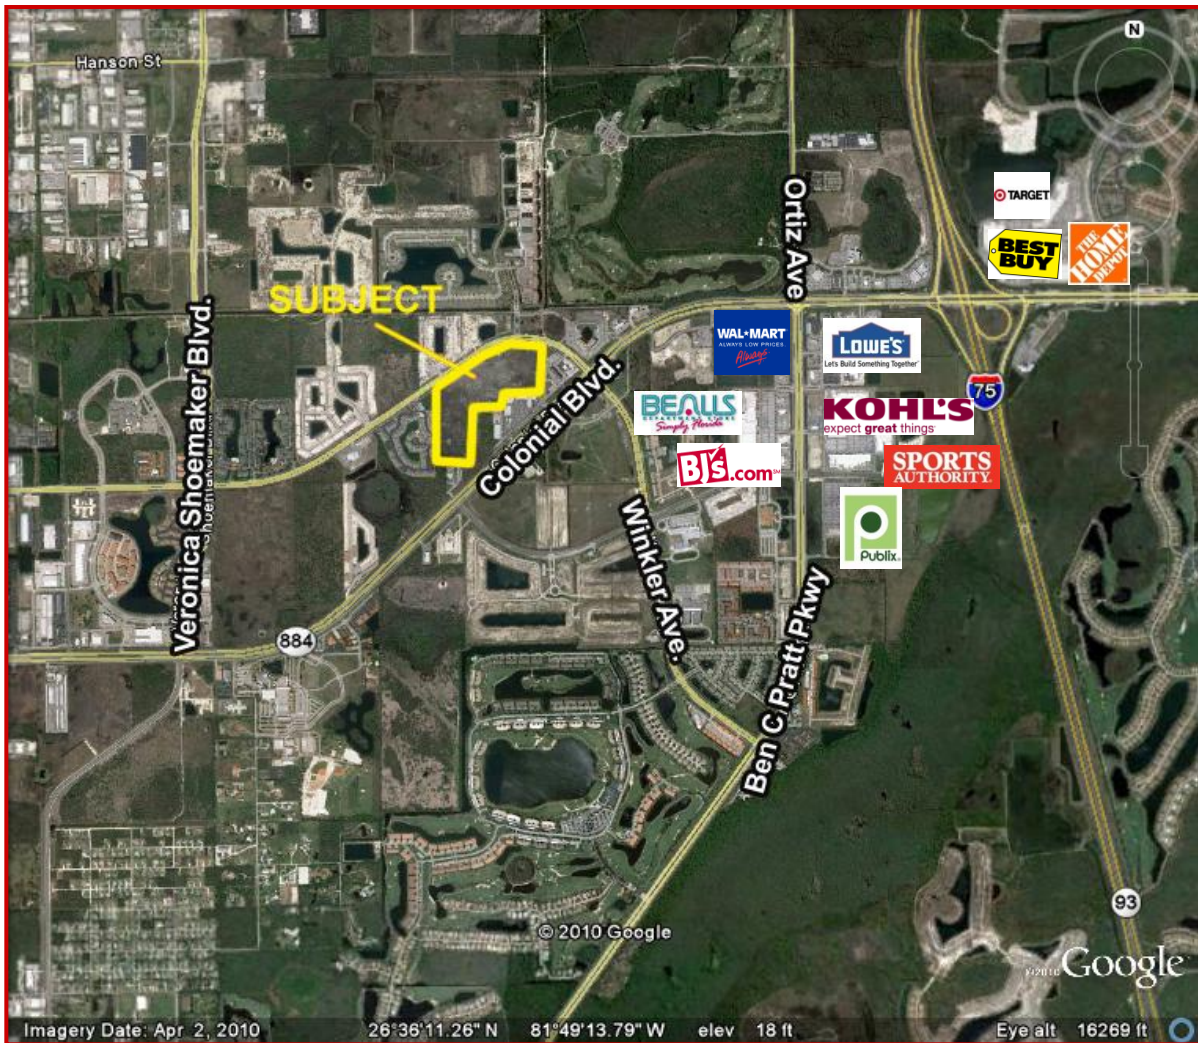 N
Hanson St
TARGET
BEST
BUY
THE
HOME
DEPOT
Ortiz Ave
SUBJECT
WAL★MART
ALWAYS LOW PRICES.
Always
LOWE'S
Let's Build Something Together
75
Veronica Shoemaker Blvd.
BEALLS
DEPARTMENT STORE
Simply Florida
KOHL'S
expect great things
Colonial Blvd.
BJ's.com
SPORTS
AUTHORITY
Publix
Winkler Ave.
Ben C Pratt Pkwy
884
93
© 2010 Google
©2010 Google
Imagery Date: Apr 2, 2010 26°36'11.26" N 81°49'13.79" W elev 18 ft Eye alt 16269 ft